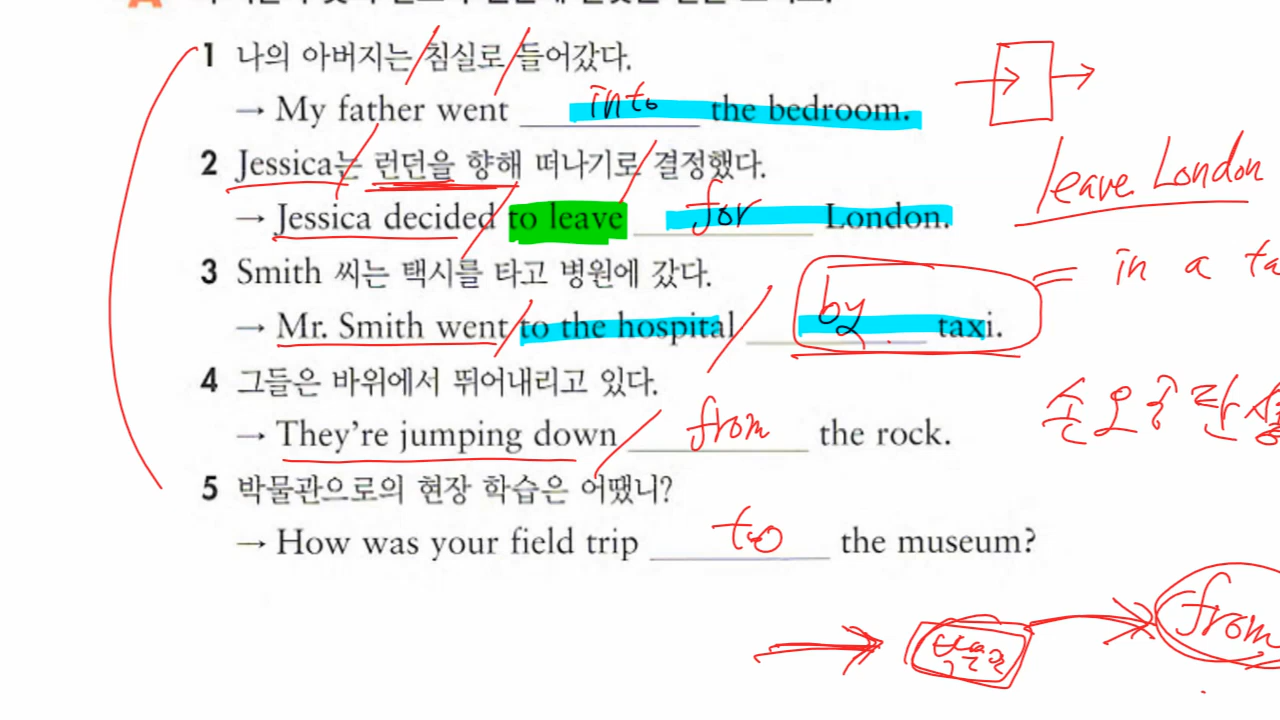 1 나의 아버지는 침실로 들어갔다.
→ My father went into the bedroom.
2 Jessica는 런던을 향해 떠나기로 결정했다.
leave London
→ Jessica decided to leave for London.
3 Smith 씨는 택시를 타고 병원에 갔다.
= in a
→ Mr. Smith went to the hospital by taxi.
4 그들은 바위에서 뛰어내리고 있다.
→ They're jumping down from the rock.
5 박물관으로의 현장 학습은 어땠니?
→ How was your field trip to the museum?
from